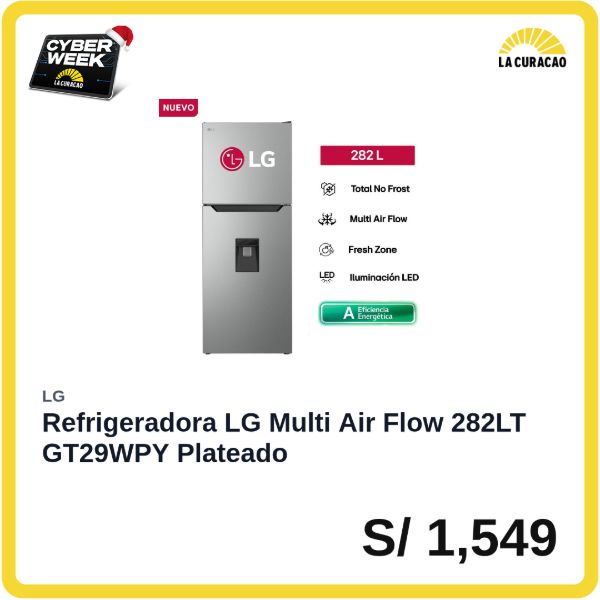 CYBER
WEEK
LA CURACAO
LA CURACAO
NUEVO
LG
282 L
Total No Frost
Multi Air Flow
Fresh Zone
LED
Iluminación LED
A Eficiencia
Energética
LG
Refrigeradora LG Multi Air Flow 282LT
GT29WPY Plateado
S/ 1,549